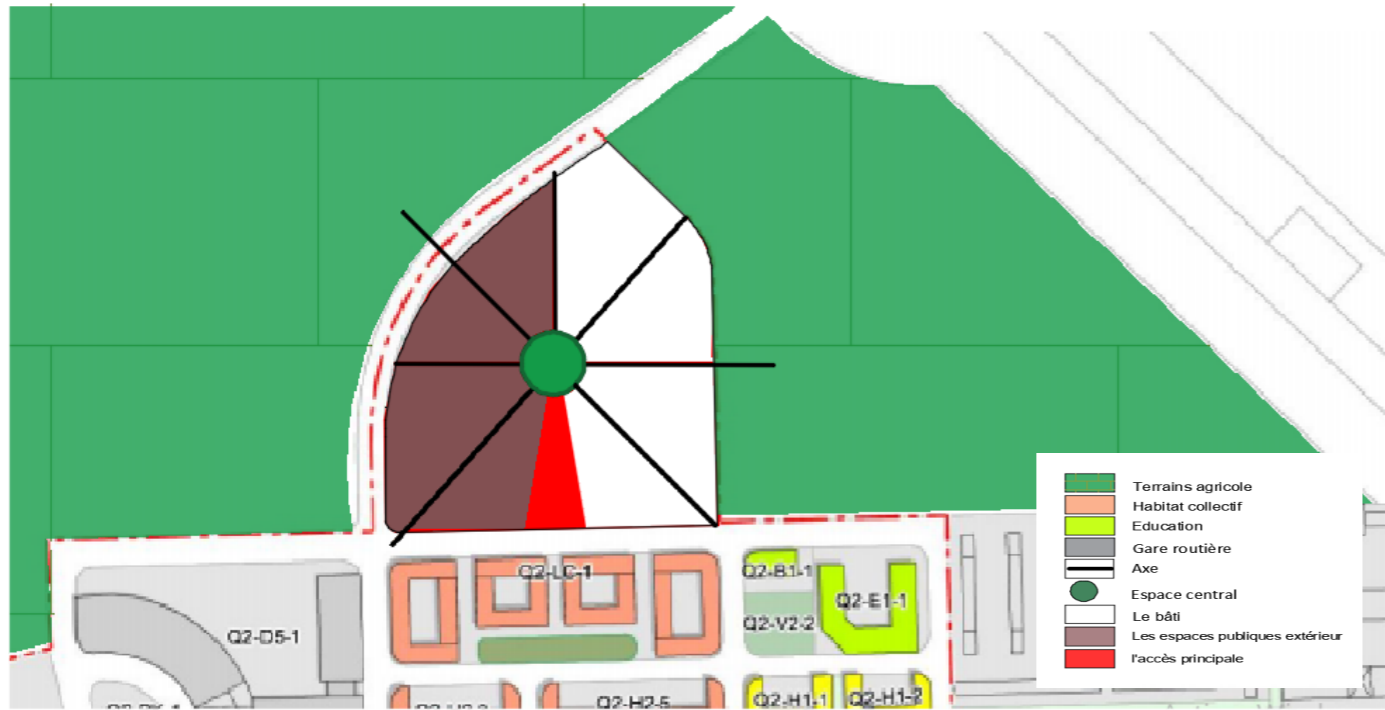 Terrains agricole
Habitat collectif
Education
Gare routière
Axe
Espace central
Le bâti
Les espaces publiques extérieur
l'accès principale
Q2-LC-1
Q2-B1-1
Q2-E1-1
Q2-V2-2
Q2-D5-1
Q2-H2-5
Q2-H1-1
Q2-H1-2